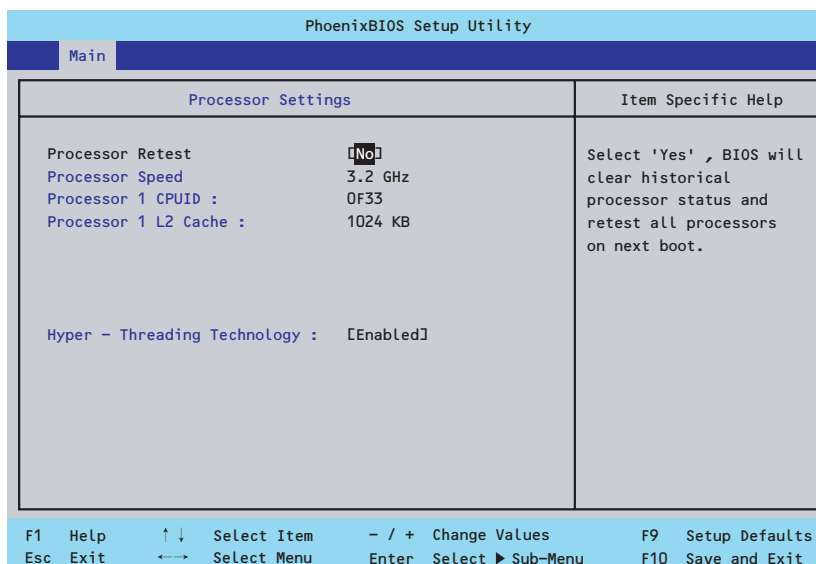 PhoenixBIOS Setup Utility
Main
Processor Settings
Item Specific Help
Processor Retest [No]
Processor Speed 3.2 GHz
Processor 1 CPUID : 0F33
Processor 1 L2 Cache : 1024 KB
Hyper – Threading Technology : [Enabled]
Select 'Yes' , BIOS will
clear historical
processor status and
retest all processors
on next boot.
F1 Help ↑↓ Select Item – / + Change Values F9 Setup Defaults
Esc Exit ←→ Select Menu Enter Select ▶ Sub–Menu F10 Save and Exit